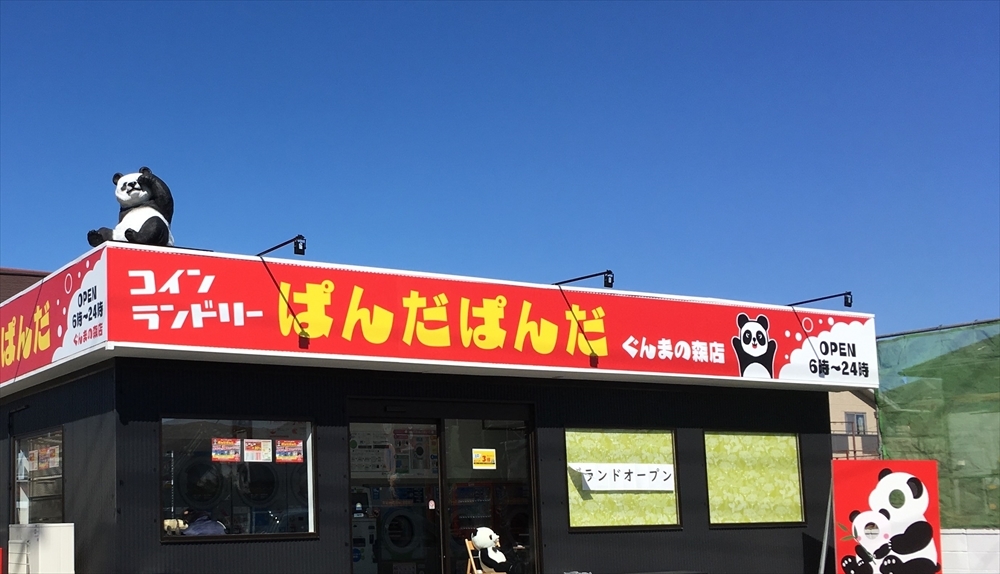 ぱんだ
OPEN
6時〜24時
ぐんまの森店
コイン
ランドリー
ぱんだぱんだ
ぐんまの森店
OPEN
6時〜24時
ランドオープン